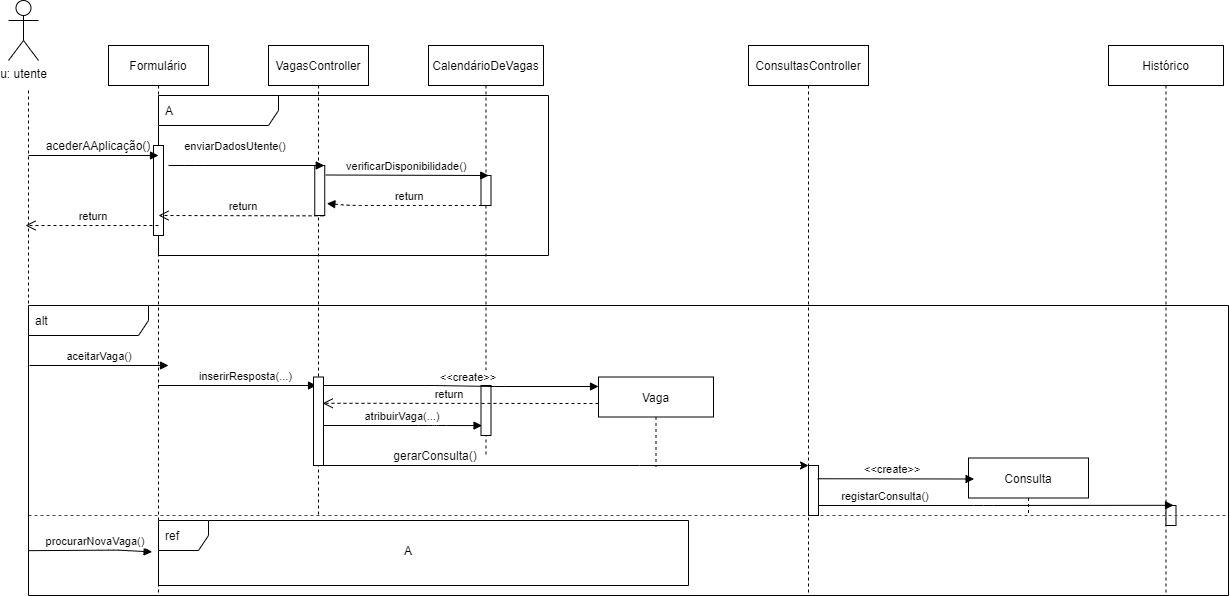 u: utente
Formulário
VagasController
CalendárioDeVagas
ConsultasController
Histórico
A
acederAAplicação()
enviarDadosUtente()
verificarDisponibilidade()
return
return
return
alt
aceitarVaga()
inserirResposta(...)
<<create>>
return
Vaga
atribuirVaga(...)
gerarConsulta()
<<create>>
Consulta
registarConsulta()
procurarNovaVaga()
ref
A